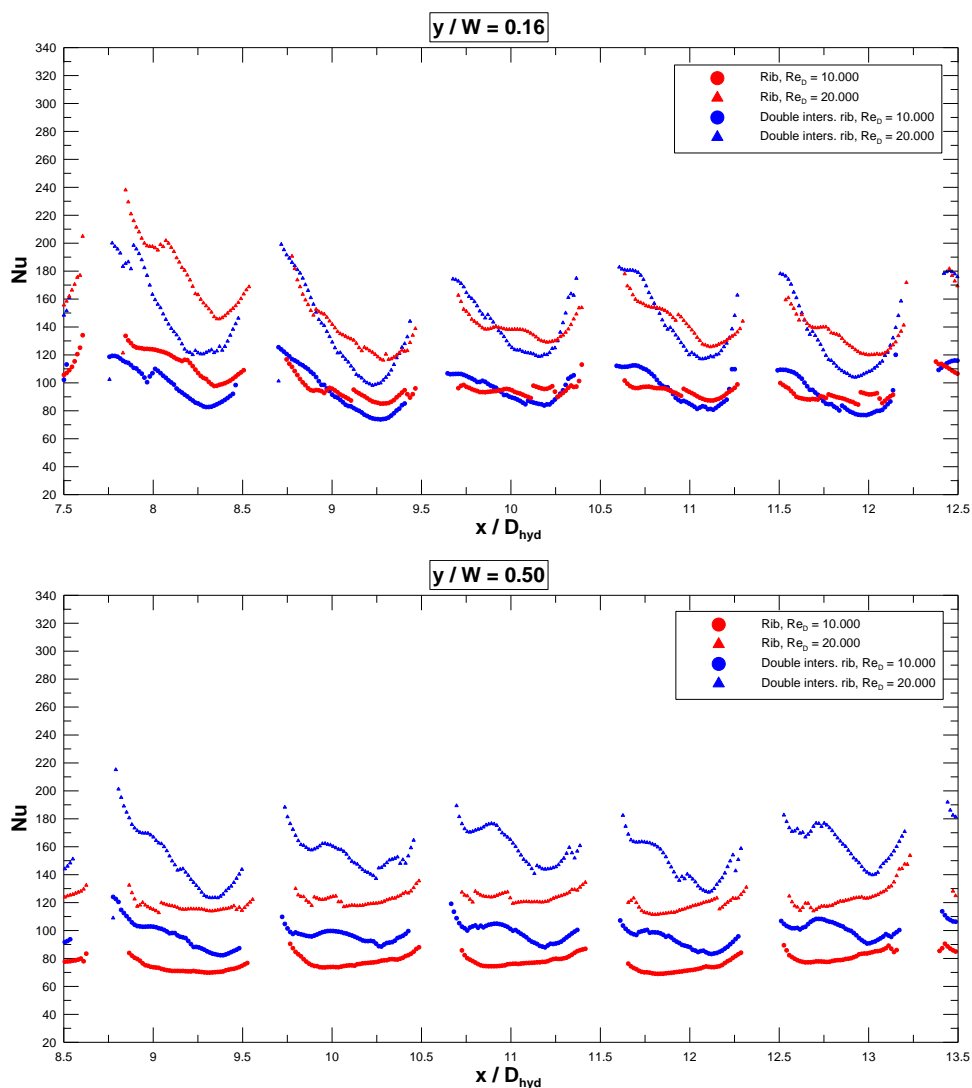 y / W = 0.16
340
320
300
280
260
240
220
200
180
160
140
120
100
80
60
40
20
Nu
Rib, Re_D = 10.000
Rib, Re_D = 20.000
Double inters. rib, Re_D = 10.000
Double inters. rib, Re_D = 20.000
7.5 8 8.5 9 9.5 10 10.5 11 11.5 12 12.5
x / D_hyd
y / W = 0.50
340
320
300
280
260
240
220
200
180
160
140
120
100
80
60
40
20
Nu
Rib, Re_D = 10.000
Rib, Re_D = 20.000
Double inters. rib, Re_D = 10.000
Double inters. rib, Re_D = 20.000
8.5 9 9.5 10 10.5 11 11.5 12 12.5 13 13.5
x / D_hyd